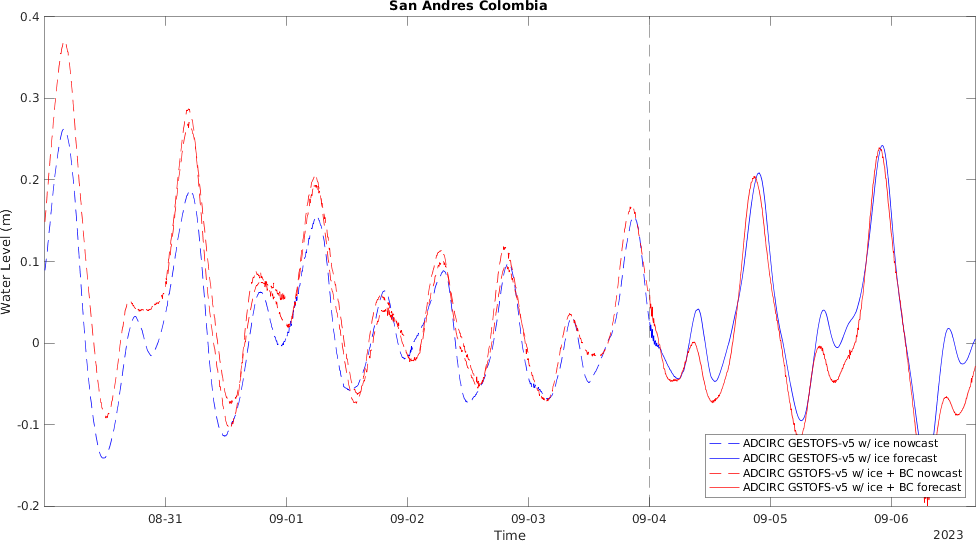 San Andres Colombia
Water Level (m)
0.4
0.3
0.2
0.1
0
-0.1
-0.2
ADCIRC GESTOFS-v5 w/ ice nowcast
ADCIRC GESTOFS-v5 w/ ice forecast
ADCIRC GSTOFS-v5 w/ ice + BC nowcast
ADCIRC GSTOFS-v5 w/ ice + BC forecast
08-31 09-01 09-02 09-03 09-04 09-05 09-06
Time
2023